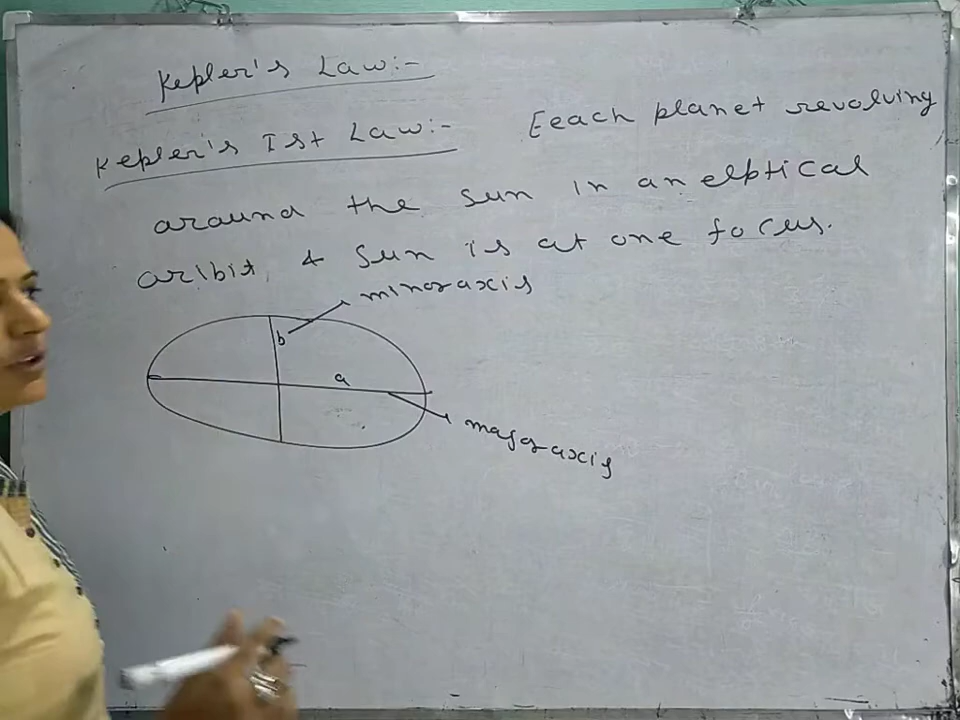 Kepler's Law:-
Kepler's Ist Law:- Eeach planet revolving
around the sun in an elptical
aribit & Sun is at one focus.
minor axis
b
a
major axis